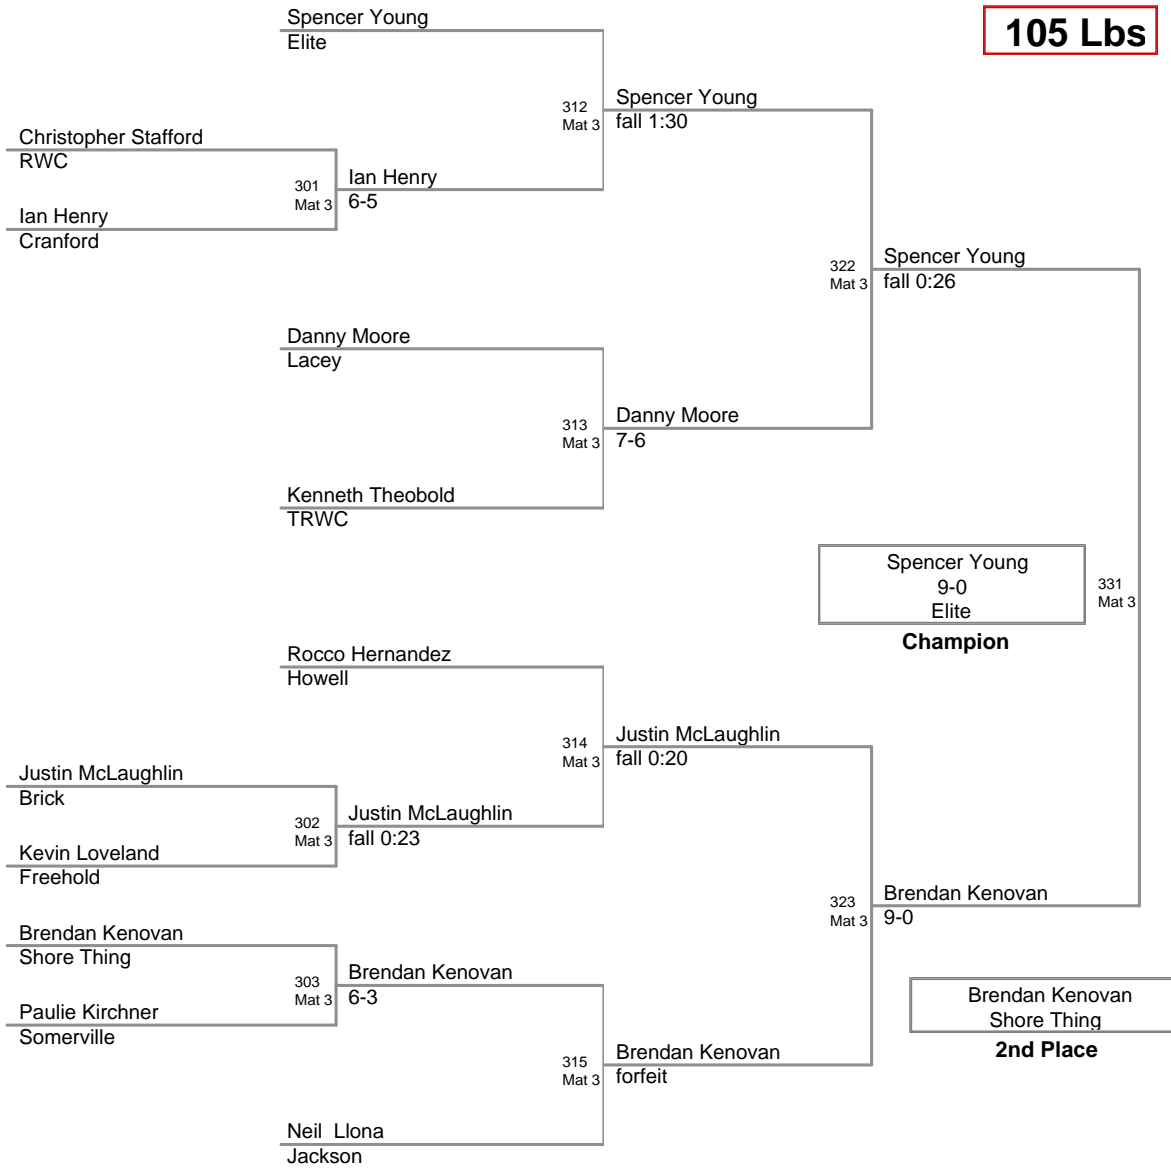 Spencer Young
Elite
105 Lbs
312
Mat 3
Spencer Young
fall 1:30
Christopher Stafford
RWC
301
Mat 3
Ian Henry
6-5
Ian Henry
Cranford
322
Mat 3
Spencer Young
fall 0:26
Danny Moore
Lacey
313
Mat 3
Danny Moore
7-6
Kenneth Theobold
TRWC
Spencer Young
9-0
Elite
Champion
331
Mat 3
Rocco Hernandez
Howell
314
Mat 3
Justin McLaughlin
fall 0:20
Justin McLaughlin
Brick
302
Mat 3
Justin McLaughlin
fall 0:23
Kevin Loveland
Freehold
323
Mat 3
Brendan Kenovan
9-0
Brendan Kenovan
Shore Thing
303
Mat 3
Brendan Kenovan
6-3
Paulie Kirchner
Somerville
Brendan Kenovan
Shore Thing
2nd Place
315
Mat 3
Brendan Kenovan
forfeit
Neil  Llona
Jackson